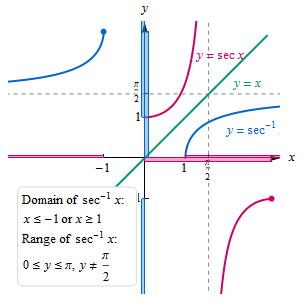 y
y = sec x
y = x
π
2
1
y = sec⁻¹
−1
1
π
2
x
1
Domain of sec⁻¹ x:
x ≤ −1 or x ≥ 1
Range of sec⁻¹ x:
0 ≤ y ≤ π, y ≠ π/2